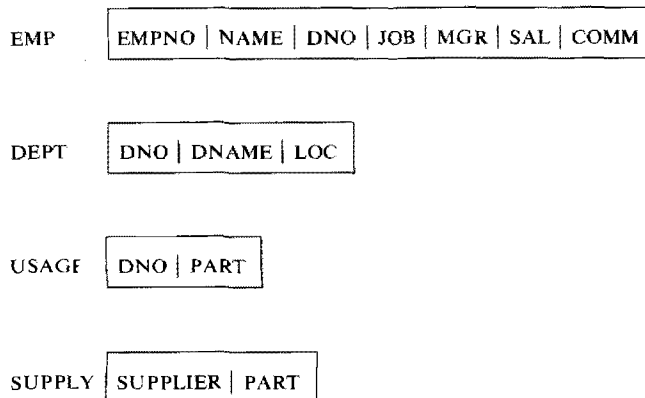 EMP EMPNO | NAME | DNO | JOB | MGR | SAL | COMM
DEPT DNO | DNAME | LOC
USAGE DNO | PART
SUPPLY SUPPLIER | PART